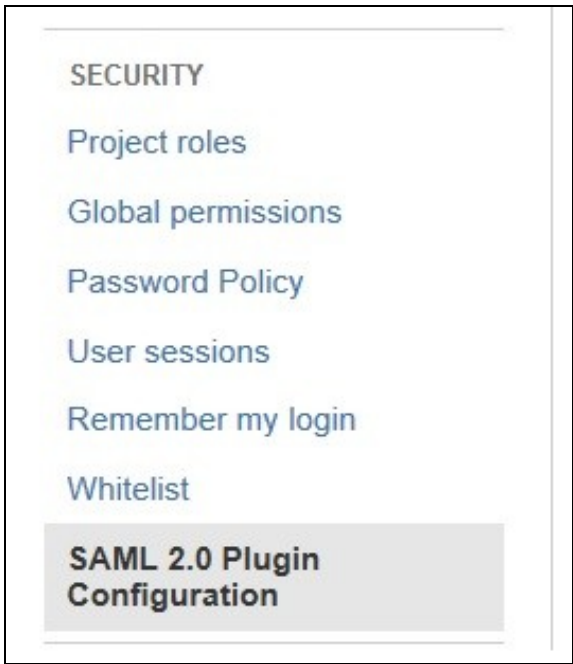 SECURITY
Project roles
Global permissions
Password Policy
User sessions
Remember my login
Whitelist
SAML 2.0 Plugin
Configuration